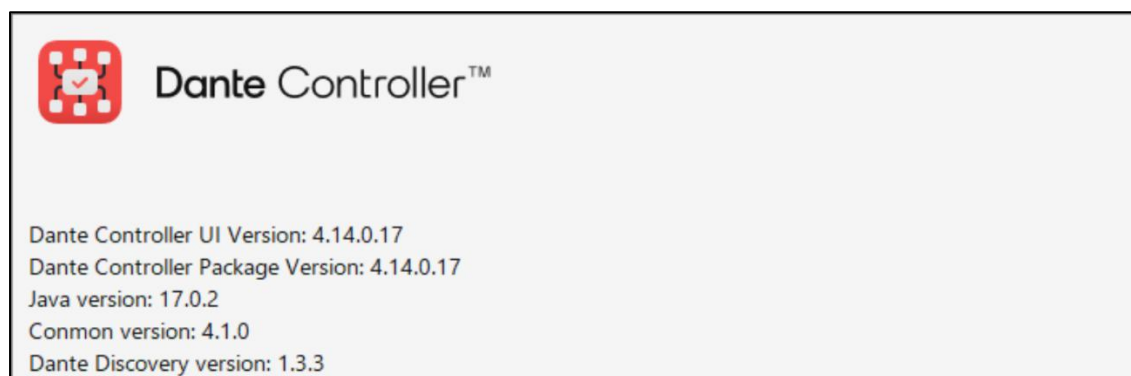 Dante Controller™
Dante Controller UI Version: 4.14.0.17
Dante Controller Package Version: 4.14.0.17
Java version: 17.0.2
Conmon version: 4.1.0
Dante Discovery version: 1.3.3